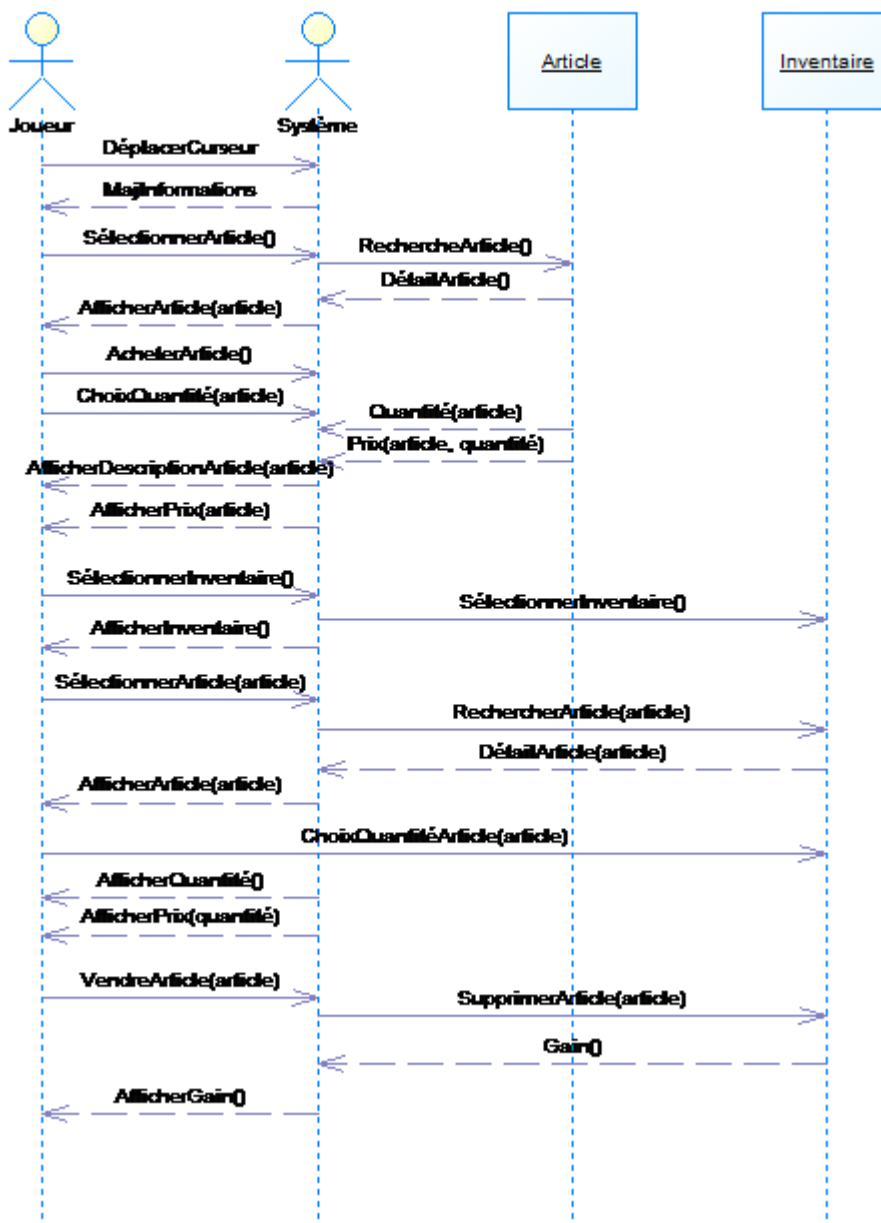 Article
Inventaire
Joueur
Système
DéplacerCurseur
MajInformations
SélectionnerArticle()
RechercheArticle()
DétailArticle()
AfficherArticle(article)
AcheterArticle()
ChoixQuantité(article)
Quantité(article)
Prix(article, quantité)
AfficherDescriptionArticle(article)
AfficherPrix(article)
SélectionnerInventaire()
SélectionnerInventaire()
AfficherInventaire()
SélectionnerArticle(article)
RechercherArticle(article)
DétailArticle(article)
AfficherArticle(article)
ChoixQuantitéArticle(article)
AfficherQuantité()
AfficherPrix(quantité)
VendreArticle(article)
SupprimerArticle(article)
Gain()
AfficherGain()